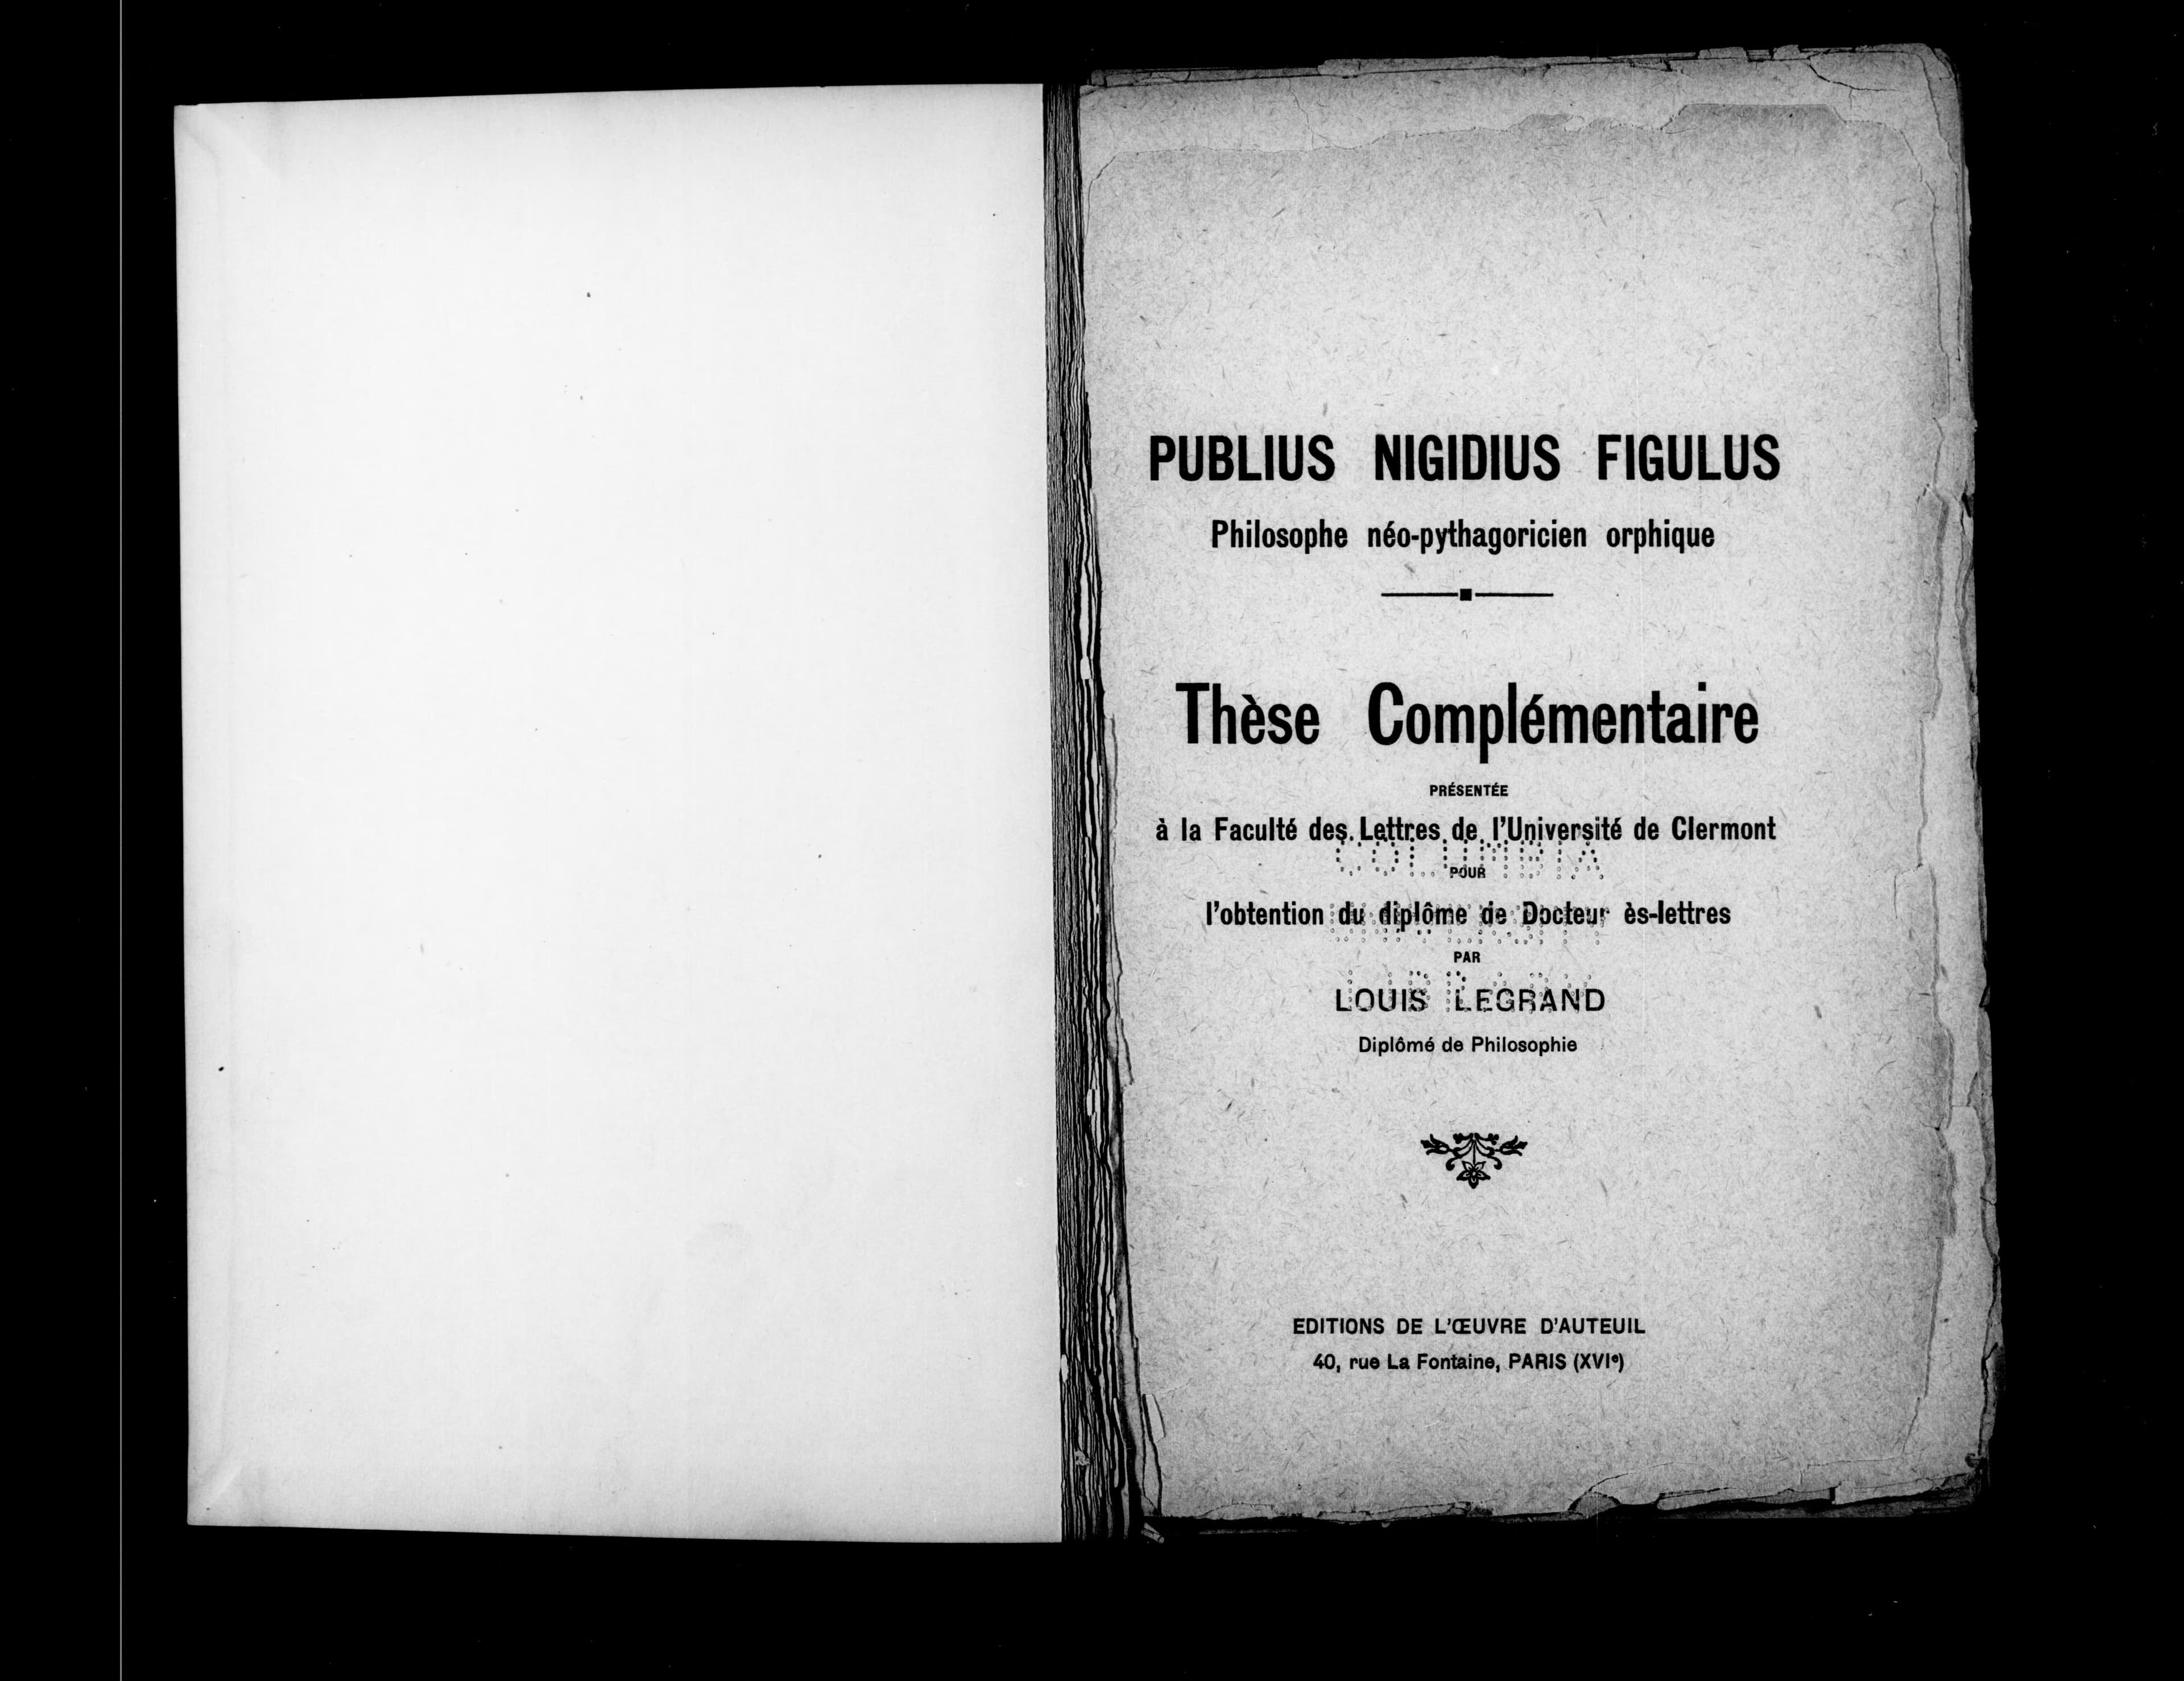 PUBLIUS NIGIDIUS FIGULUS
Philosophe néo-pythagoricien orphique
Thèse Complémentaire
PRÉSENTÉE
à la Faculté des Lettres de l'Université de Clermont
COLUMBIA
POUR
l'obtention du diplôme de Docteur ès-lettres
PAR
LOUIS LEGRAND
Diplômé de Philosophie
EDITIONS DE L'ŒUVRE D'AUTEUIL
40, rue La Fontaine, PARIS (XVIe)